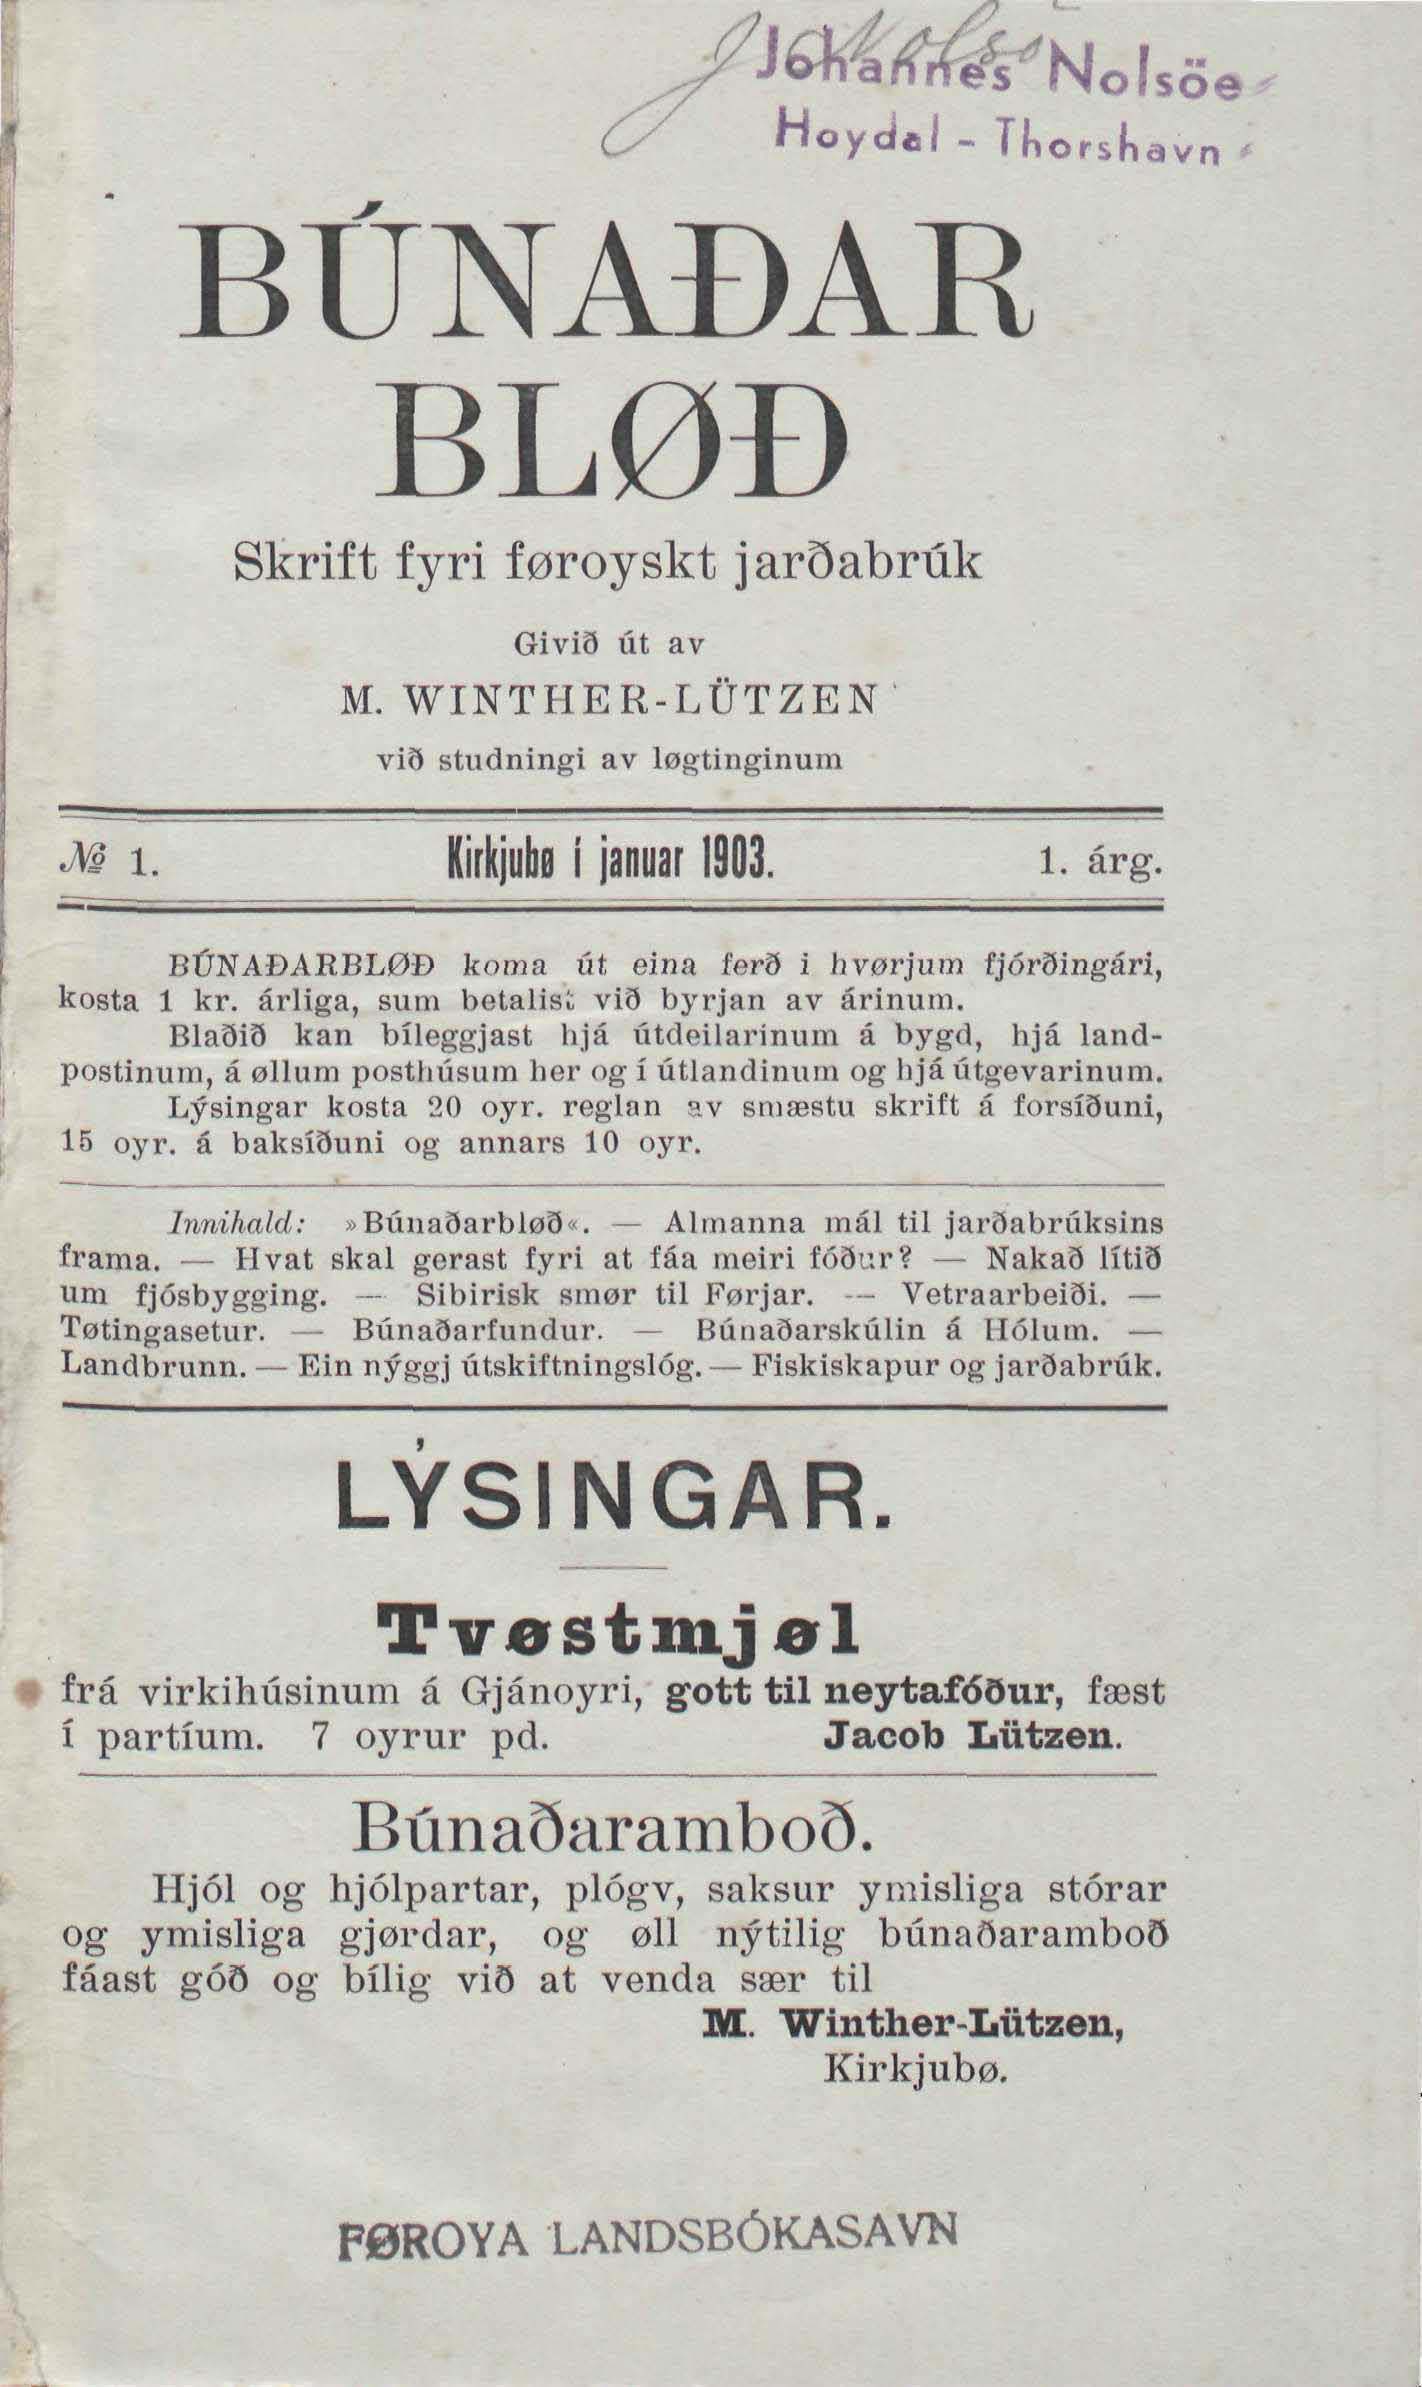 J. Nolsö
Johannes Nolsöe
Hoydal - Thorshavn
BÚNAÐAR
BLØÐ
Skrift fyri føroyskt jarðabrúk
Givið út av
M. WINTHER-LÜTZEN
við studningi av løgtinginum
№ 1. Kirkjubø í januar 1903. 1. árg.
BÚNAÐARBLØÐ koma út eina ferð i hvørjum fjórðingári,
kosta 1 kr. árliga, sum betalist við byrjan av árinum.
Blaðið kan bíleggjast hjá útdeilarinum á bygd, hjá land-
postinum, á øllum posthúsum her og í útlandinum og hjá útgevarinum.
Lýsingar kosta 20 oyr. reglan av smæstu skrift á forsíðuni,
15 oyr. á baksíðuni og annars 10 oyr.
Innihald: »Búnaðarbløð«. — Almanna mál til jarðabrúksins
frama. — Hvat skal gerast fyri at fáa meiri fóður? — Nakað lítið
um fjósbygging. — Sibirisk smør til Førjar. — Vetraarbeiði. —
Tøtingasetur. — Búnaðarfundur. — Búnaðarskúlin á Hólum. —
Landbrunn. — Ein nýggj útskiftningslóg. — Fiskiskapur og jarðabrúk.
LÝSINGAR.
Tvøstmjøl
frá virkihúsinum á Gjánoyri, gott til neytafóður, fæst
í partíum. 7 oyrur pd. Jacob Lützen.
Búnaðaramboð.
Hjól og hjólpartar, plógv, saksur ymisliga stórar
og ymisliga gjørdar, og øll nýtilig búnaðaramboð
fáast góð og bílig við at venda sær til
M. Winther-Lützen,
Kirkjubø.
FØROYA LANDSBÓKASAVN